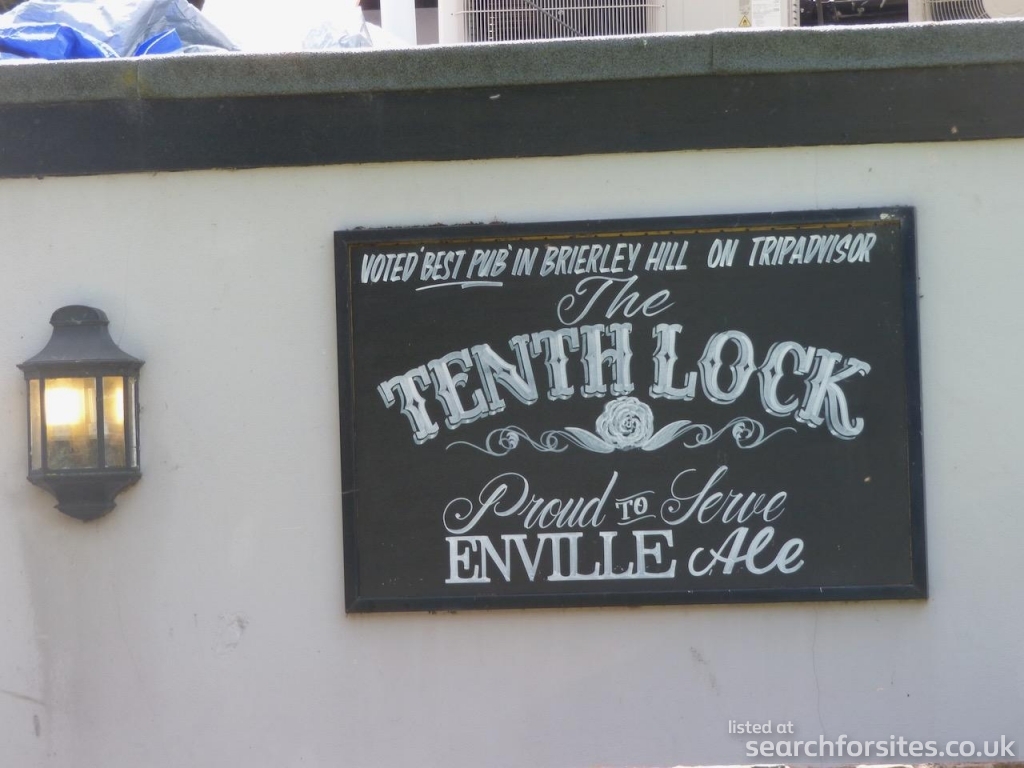 VOTED 'BEST PUB' IN BRIERLEY HILL ON TRIPADVISOR
The
TENTH LOCK
Proud TO Serve
ENVILLE Ale
listed at
searchforsites.co.uk